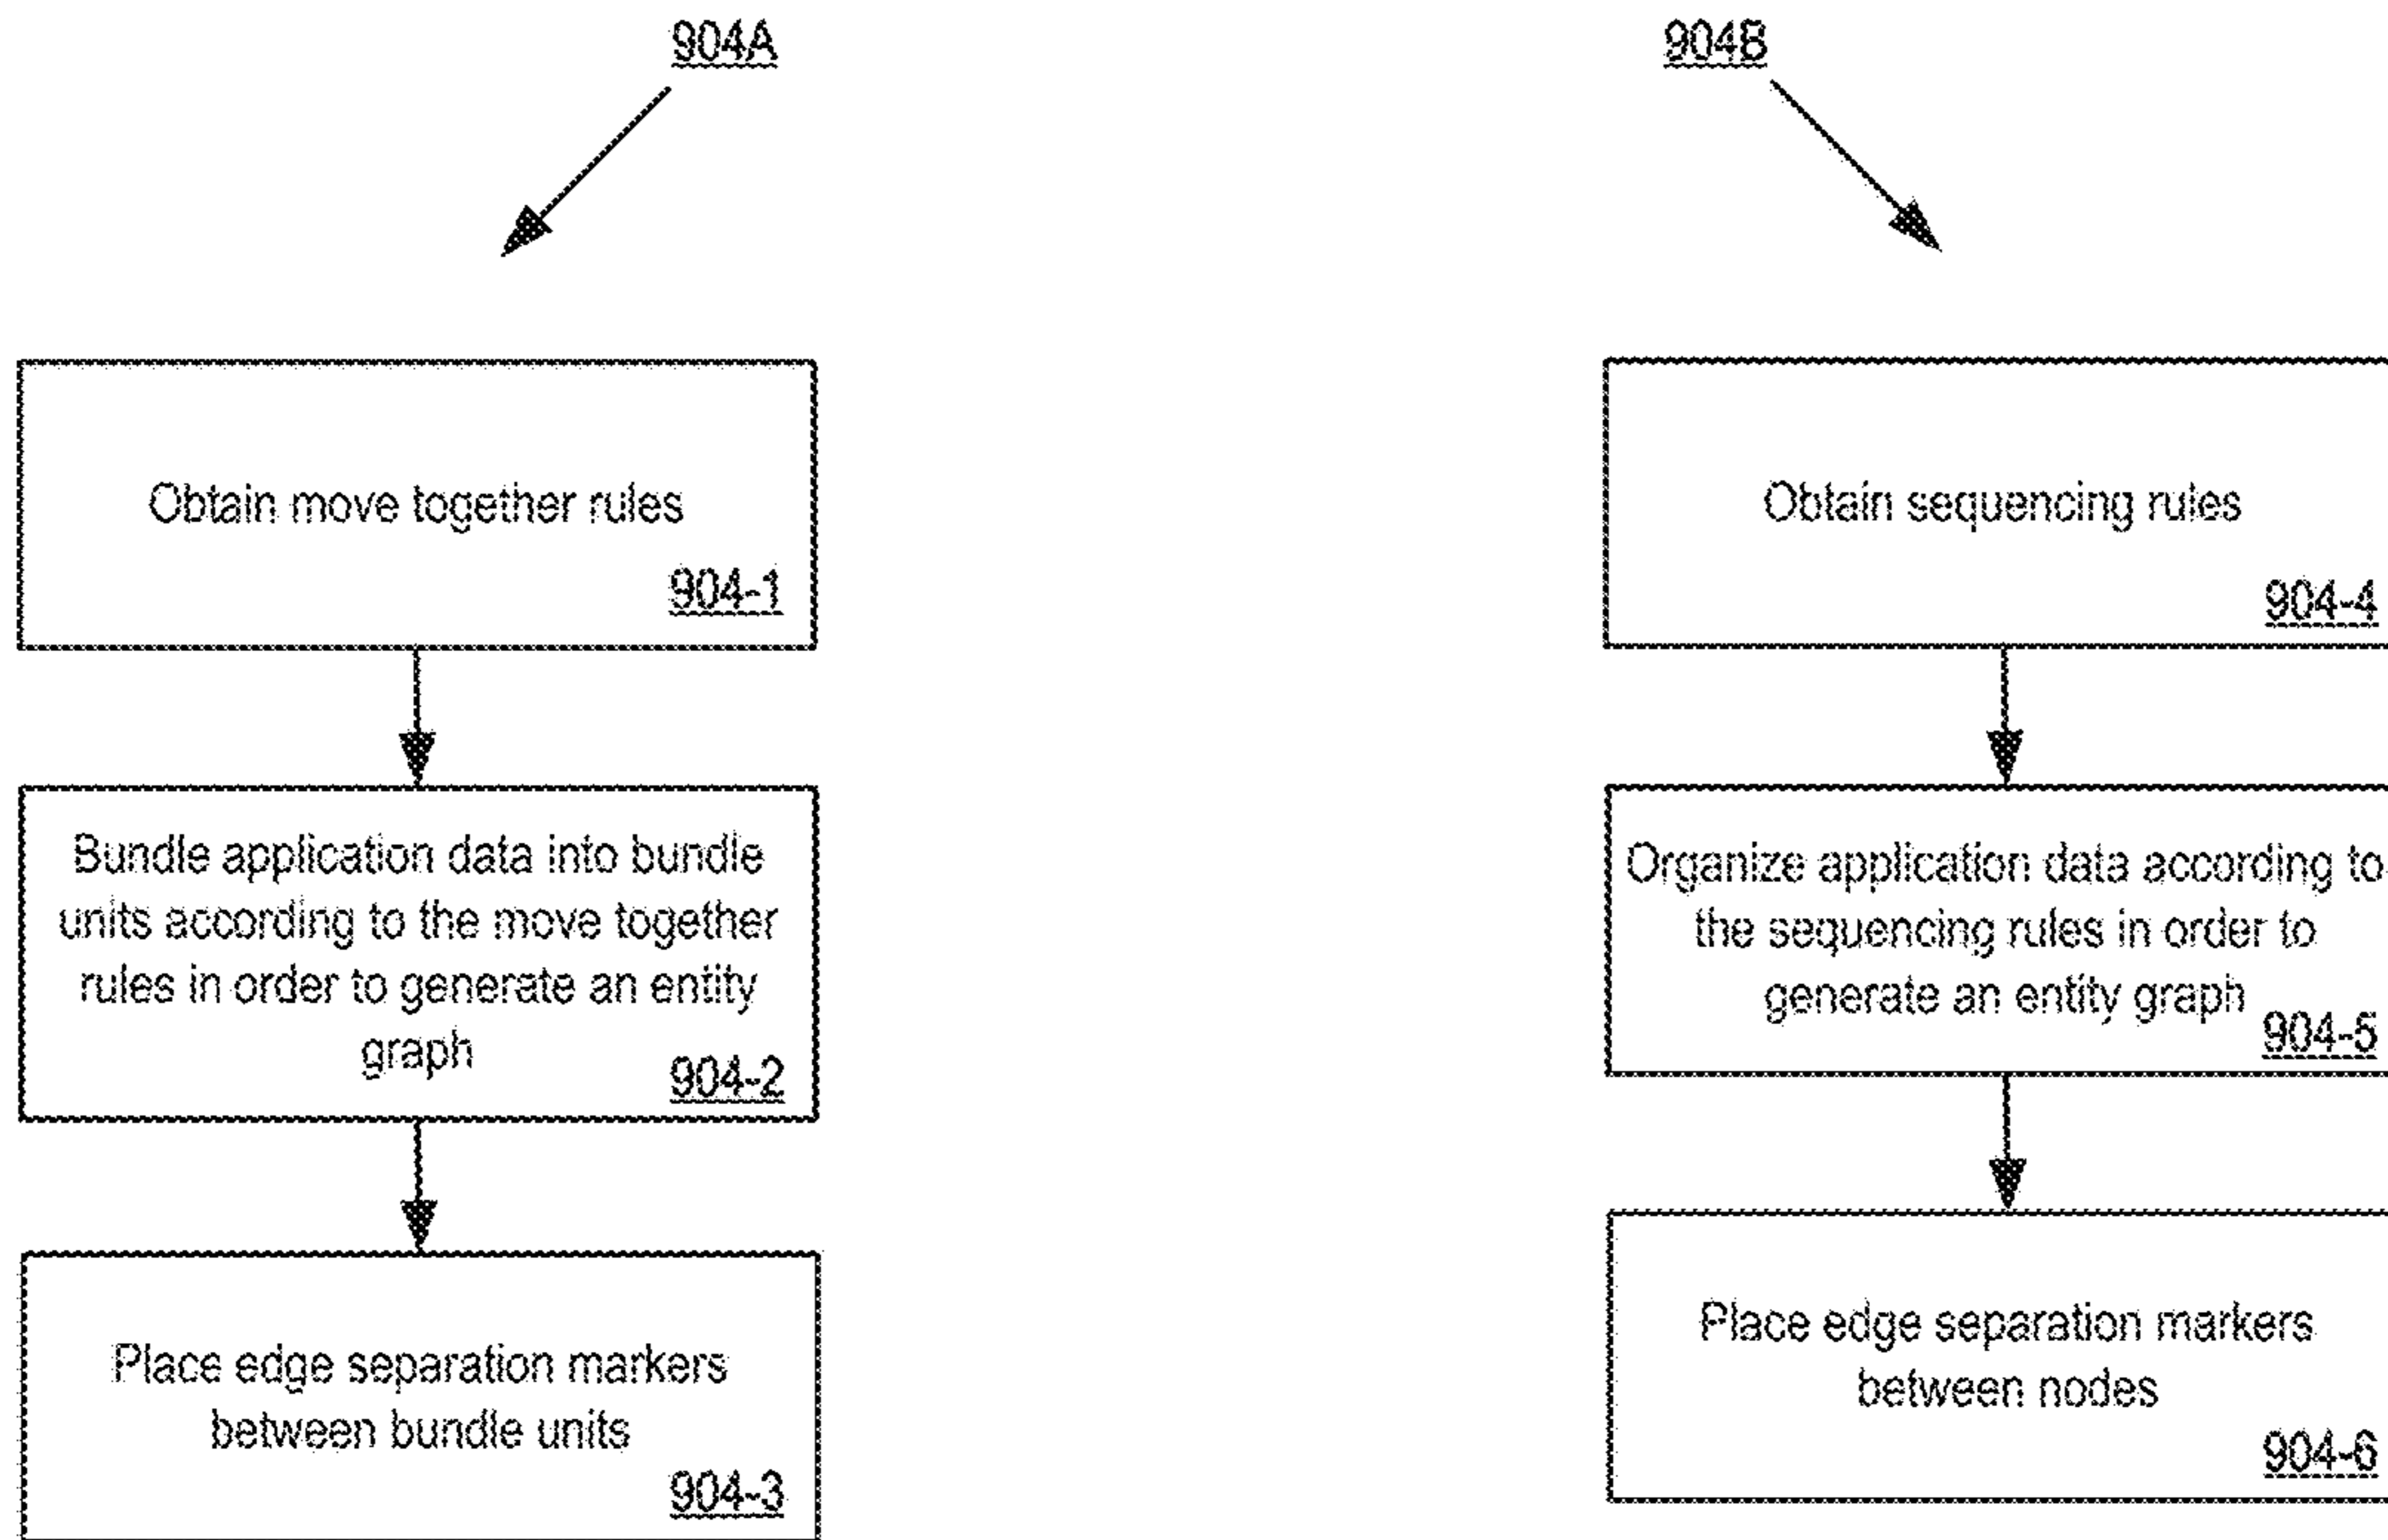 904A
Obtain move together rules
904-1
Bundle application data into bundle
units according to the move together
rules in order to generate an entity
graph
904-2
Place edge separation markers
between bundle units
904-3
904B
Obtain sequencing rules
904-4
Organize application data according to
the sequencing rules in order to
generate an entity graph
904-5
Place edge separation markers
between nodes
904-6